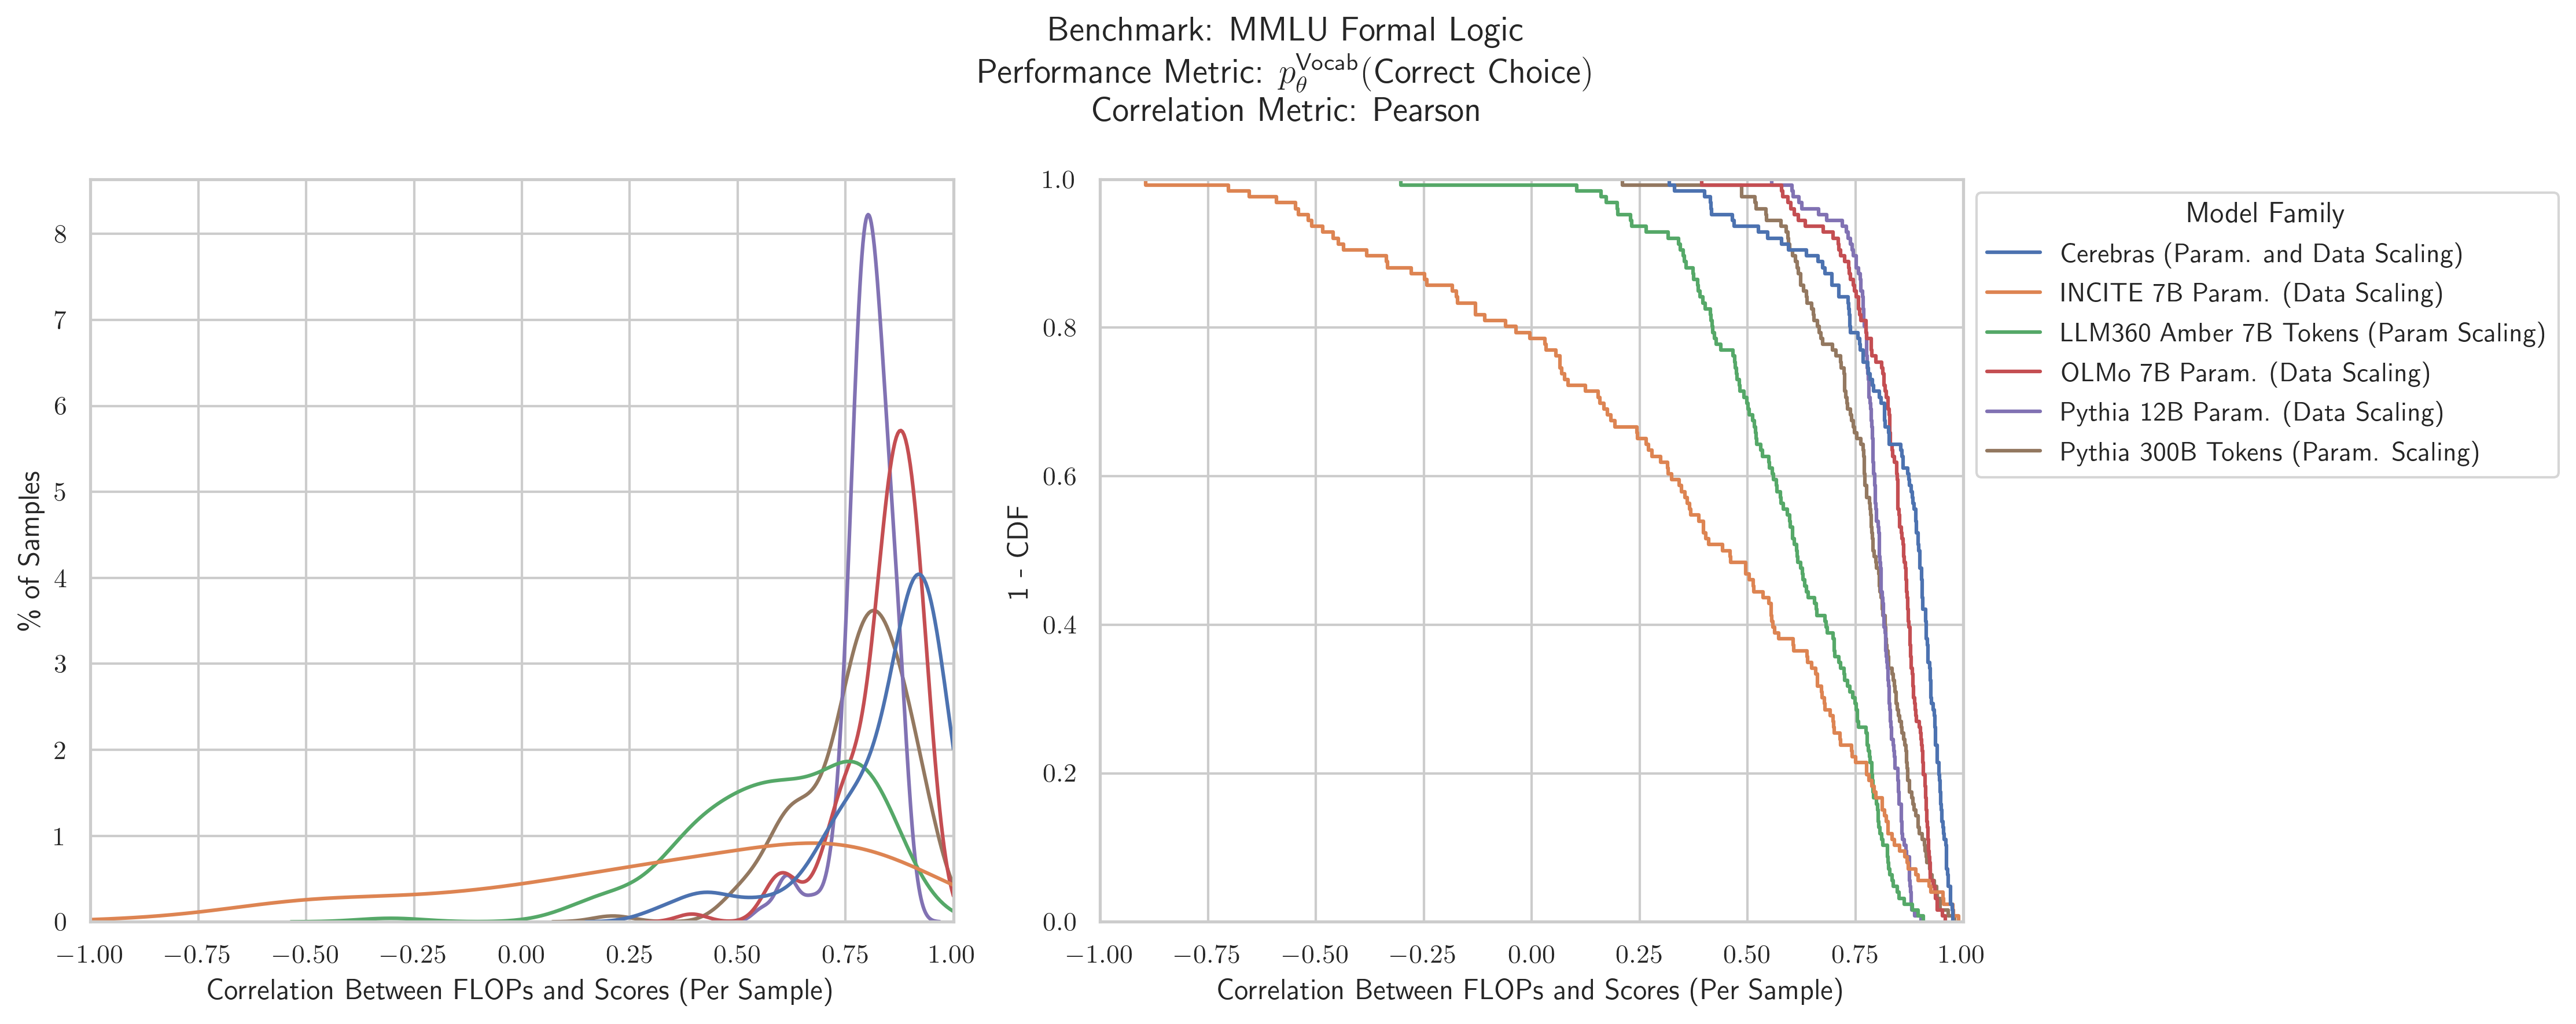 Benchmark: MMLU Formal Logic
Performance Metric: $p_\theta^{\text{Vocab}}$(Correct Choice)
Correlation Metric: Pearson
% of Samples
8
7
6
5
4
3
2
1
0
−1.00 −0.75 −0.50 −0.25 0.00 0.25 0.50 0.75 1.00
Correlation Between FLOPs and Scores (Per Sample)
1 - CDF
1.0
0.8
0.6
0.4
0.2
0.0
−1.00 −0.75 −0.50 −0.25 0.00 0.25 0.50 0.75 1.00
Correlation Between FLOPs and Scores (Per Sample)
Model Family
Cerebras (Param. and Data Scaling)
INCITE 7B Param. (Data Scaling)
LLM360 Amber 7B Tokens (Param Scaling)
OLMo 7B Param. (Data Scaling)
Pythia 12B Param. (Data Scaling)
Pythia 300B Tokens (Param. Scaling)